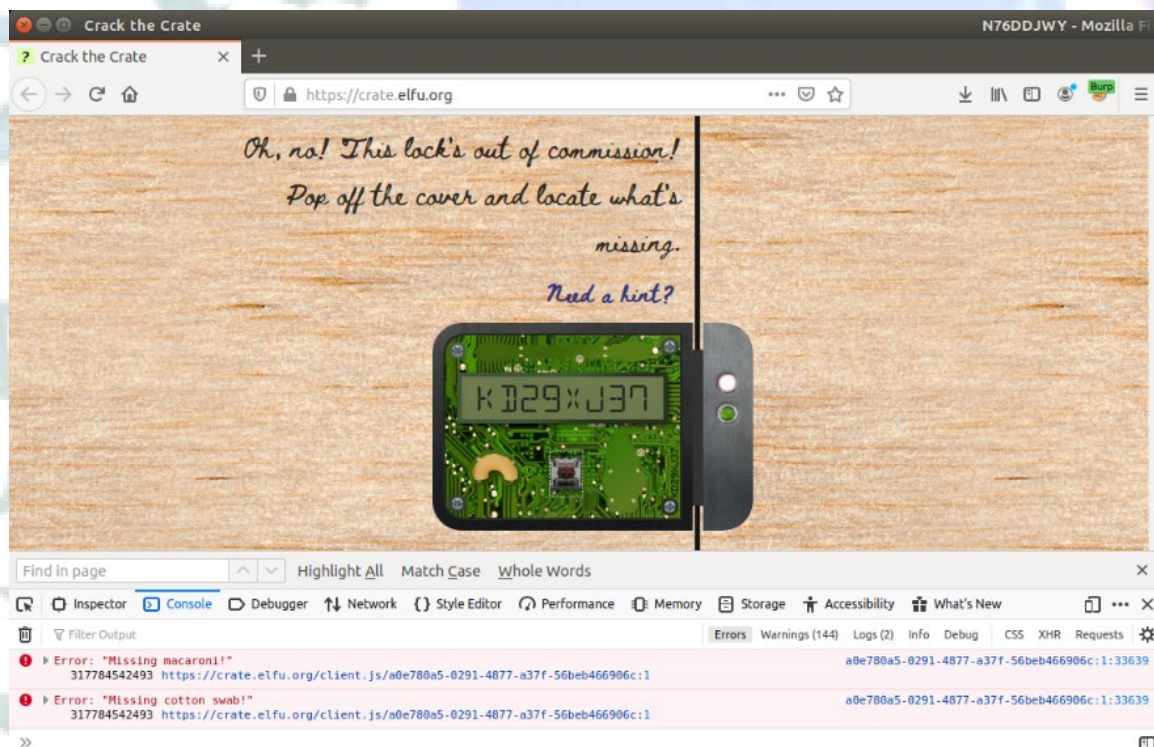 Crack the Crate
N76DDJWY - Mozilla Fi
? Crack the Crate × +
https://crate.elfu.org
Burp
Oh, no! This lock's out of commission!
Pop off the cover and locate what's
missing.
Need a hint?
KD29XJ37
Find in page Highlight All Match Case Whole Words
Inspector Console Debugger Network {} Style Editor Performance Memory Storage Accessibility What's New
Filter Output Errors Warnings (144) Logs (2) Info Debug CSS XHR Requests
Error: "Missing macaroni!" a0e780a5-0291-4877-a37f-56beb466906c:1:33639
317784542493 https://crate.elfu.org/client.js/a0e780a5-0291-4877-a37f-56beb466906c:1
Error: "Missing cotton swab!" a0e780a5-0291-4877-a37f-56beb466906c:1:33639
317784542493 https://crate.elfu.org/client.js/a0e780a5-0291-4877-a37f-56beb466906c:1